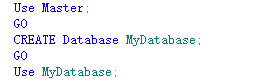 Use Master;
GO
CREATE Database MyDatabase;
GO
Use MyDatabase;